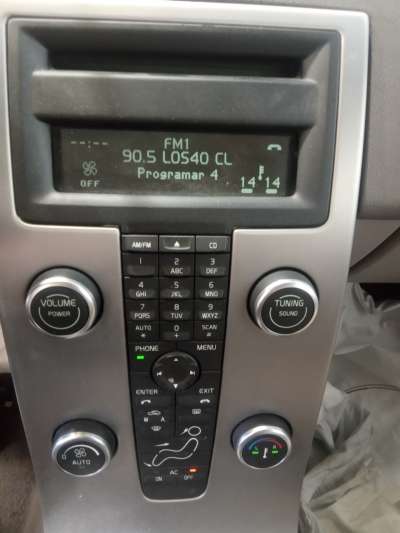 FM1
--:-- 90.5 LOS40 CL
Programar 4
OFF
14 14
AM/FM CD
1 2 ABC 3 DEF
4 GHI 5 JKL 6 MNO
7 PQRS 8 TUV 9 WXYZ
AUTO * 0 + SCAN #
VOLUME
POWER
TUNING
SOUND
PHONE MENU
ENTER EXIT
M A
AUTO
AC
ON OFF